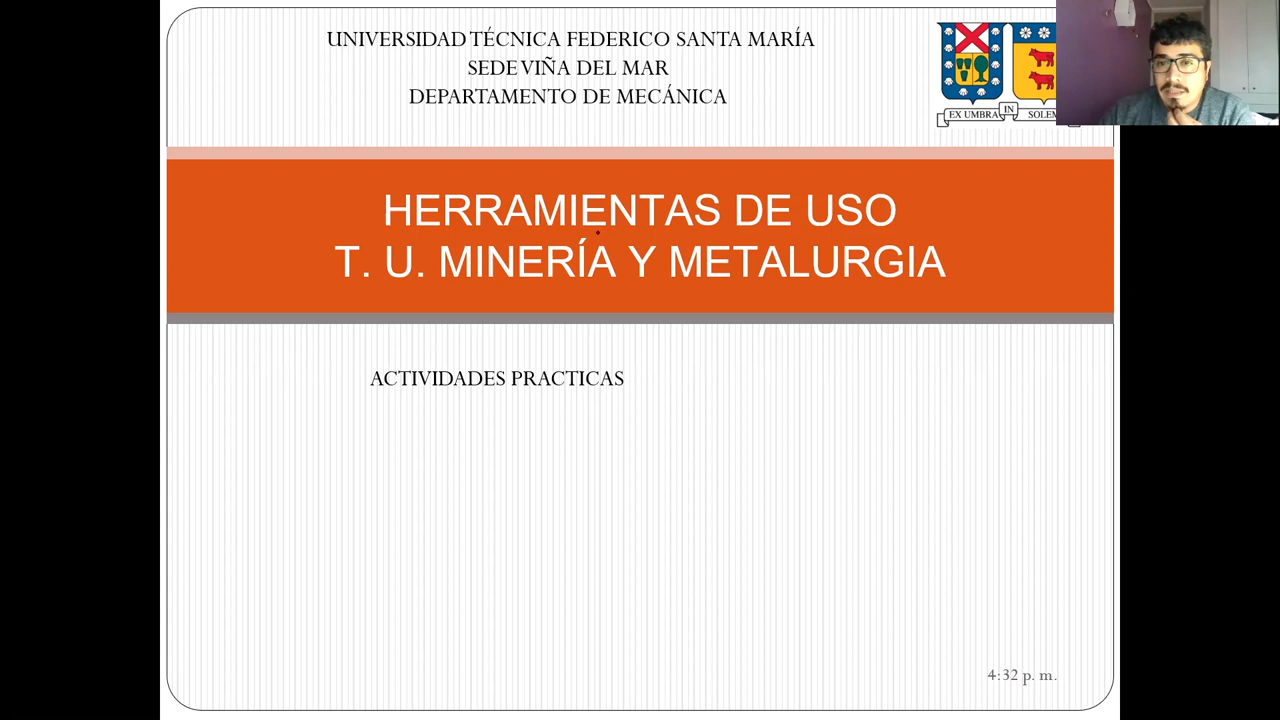 UNIVERSIDAD TÉCNICA FEDERICO SANTA MARÍA
SEDE VIÑA DEL MAR
DEPARTAMENTO DE MECÁNICA
EX UMBRA IN SOLEM
HERRAMIENTAS DE USO
T. U. MINERÍA Y METALURGIA
ACTIVIDADES PRACTICAS
4:32 p. m.